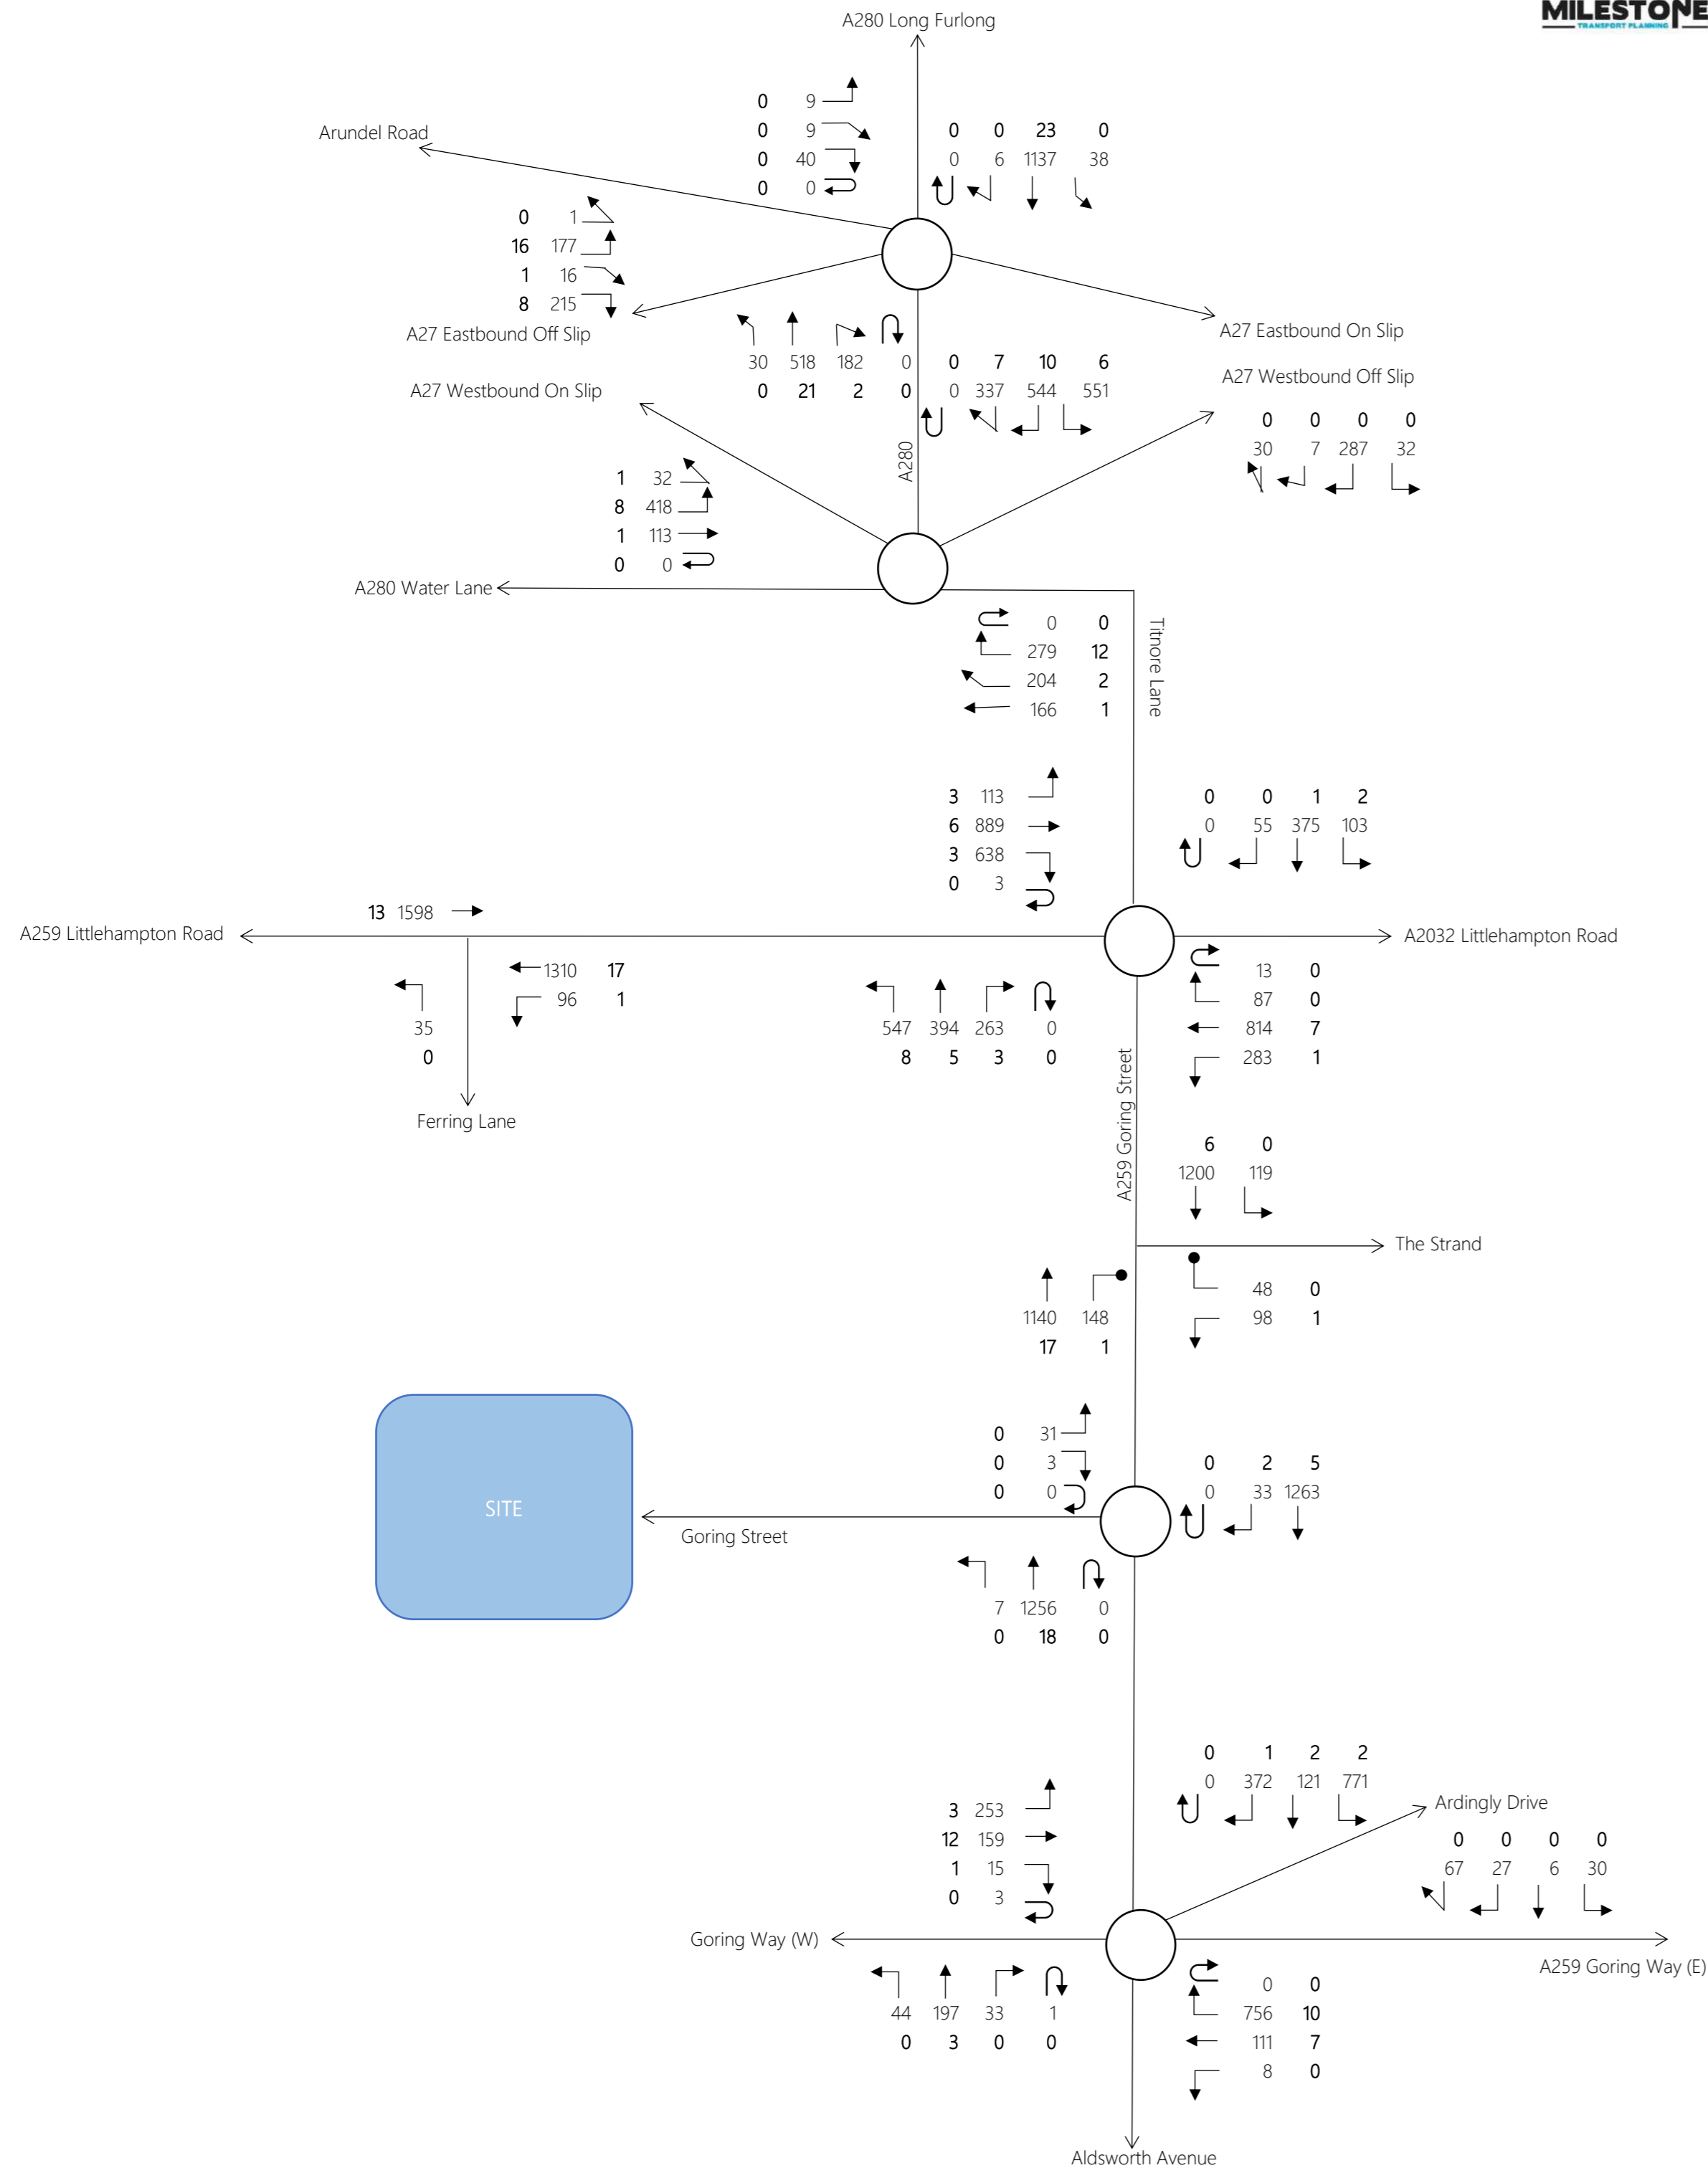 MILESTONE
TRANSPORT PLANNING
A280 Long Furlong
0 9
Arundel Road
0 9
0 0 23 0
0 40
0 6 1137 38
0 0
0 1
16 177
1 16
8 215
A27 Eastbound Off Slip
A27 Eastbound On Slip
30 518 182 0
0 21 2 0
0 7 10 6
0 337 544 551
A27 Westbound On Slip
A27 Westbound Off Slip
0 0 0 0
30 7 287 32
A280
1 32
8 418
1 113
0 0
A280 Water Lane
0 0
279 12
204 2
166 1
Titnore Lane
3 113
6 889
3 638
0 3
0 0 1 2
0 55 375 103
13 1598
A259 Littlehampton Road
A2032 Littlehampton Road
1310 17
96 1
35
0
Ferring Lane
547 394 263 0
8 5 3 0
13 0
87 0
814 7
283 1
A259 Goring Street
6 0
1200 119
The Strand
48 0
98 1
1140 148
17 1
0 31
0 3
0 0
0 2 5
0 33 1263
SITE
Goring Street
7 1256 0
0 18 0
0 1 2 2
0 372 121 771
3 253
12 159
1 15
0 3
Ardingly Drive
0 0 0 0
67 27 6 30
Goring Way (W)
A259 Goring Way (E)
44 197 33 1
0 3 0 0
0 0
756 10
111 7
8 0
Aldsworth Avenue